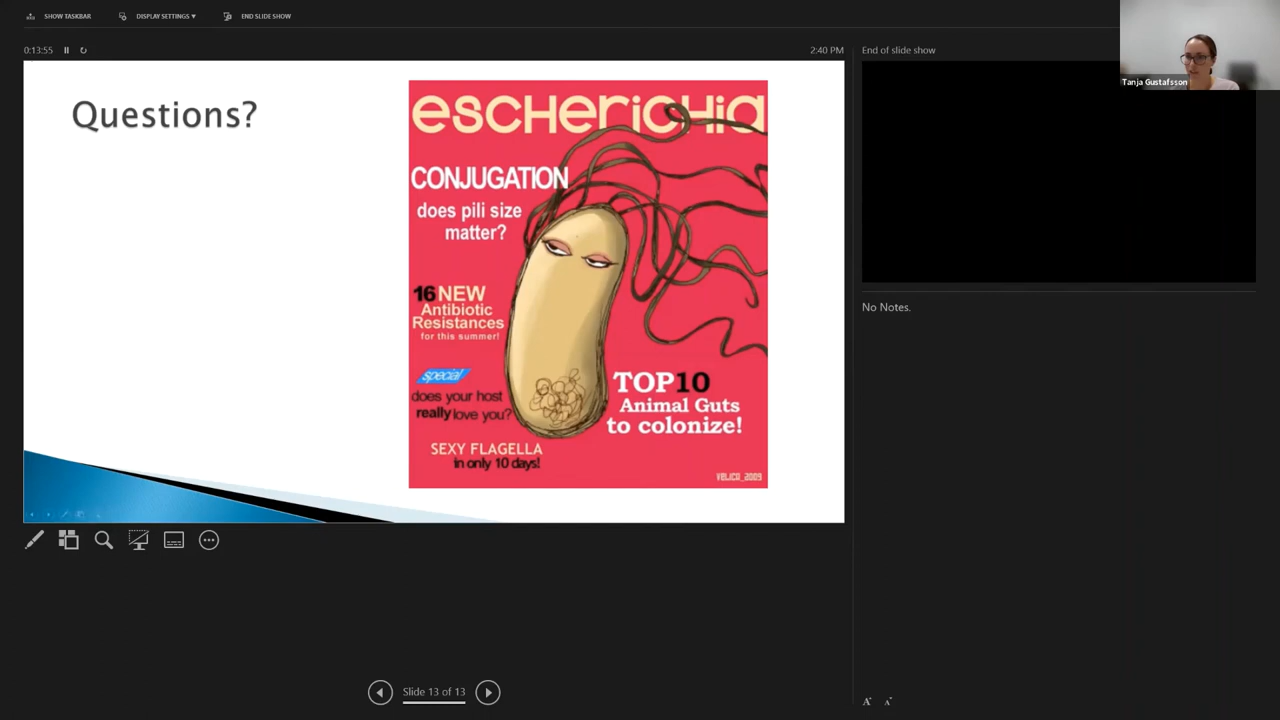 SHOW TASKBAR
DISPLAY SETTINGS ▾
END SLIDE SHOW
0:13:55
2:40 PM
End of slide show
Tanja Gustafsson
Questions?
escherichia
CONJUGATION
does pili size
matter?
16 NEW
Antibiotic
Resistances
for this summer!
special
does your host
really love you?
SEXY FLAGELLA
in only 10 days!
TOP10
Animal Guts
to colonize!
VELICA_2009
No Notes.
Slide 13 of 13
A A